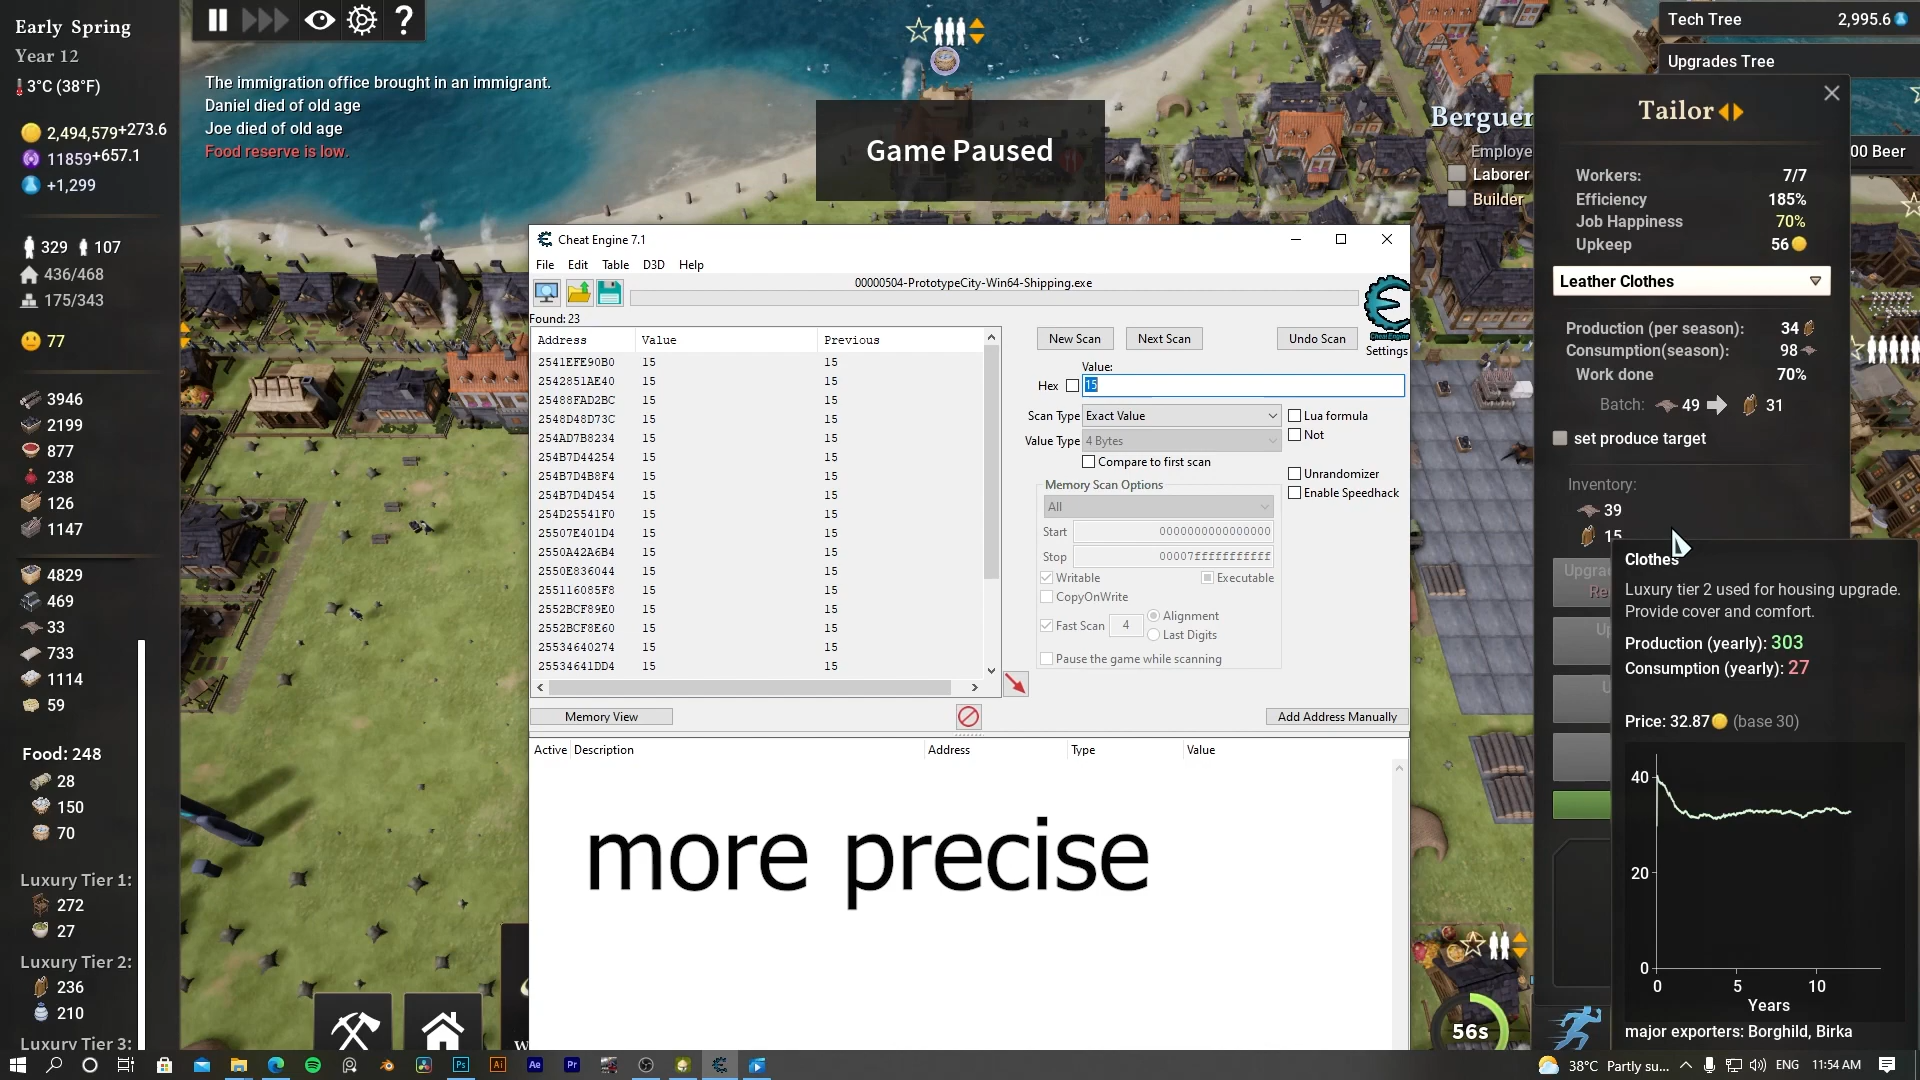 Early Spring
Year 12
3°C (38°F)
2,494,579+273.6
11859+657.1
+1,299
329 107
436/468
175/343
77
3946
2199
877
238
126
1147
4829
469
33
733
1114
59
Food: 248
28
150
70
Luxury Tier 1:
272
27
Luxury Tier 2:
236
210
Luxury Tier 3:
?
The immigration office brought in an immigrant.
Daniel died of old age
Joe died of old age
Food reserve is low.
Game Paused
Cheat Engine 7.1
File Edit Table D3D Help
00000504-PrototypeCity-Win64-Shipping.exe
Found: 23
Address Value Previous
2541EFE90B0 15 15
2542851AE40 15 15
25488FAD2BC 15 15
2548D48D73C 15 15
254AD7B8234 15 15
254B7D44254 15 15
254B7D4B8F4 15 15
254B7D4D454 15 15
254D25541F0 15 15
25507E401D4 15 15
2550A42A6B4 15 15
2550E836044 15 15
255116085F8 15 15
2552BCF89E0 15 15
2552BCF8E60 15 15
25534640274 15 15
25534641DD4 15 15
New Scan Next Scan Undo Scan
Cheat Engine
Settings
Value:
Hex 15
Scan Type Exact Value
Lua formula
Value Type 4 Bytes
Not
Compare to first scan
Unrandomizer
Enable Speedhack
Memory Scan Options
All
Start 0000000000000000
Stop 00007fffffffffff
Writable Executable
CopyOnWrite
Fast Scan 4 Alignment
Last Digits
Pause the game while scanning
Memory View Add Address Manually
Active Description Address Type Value
more precise
Tech Tree 2,995.6
Upgrades Tree
Berguer
Employe
Laborer
Builder
00 Beer
Tailor
Workers: 7/7
Efficiency 185%
Job Happiness 70%
Upkeep 56
Leather Clothes
Production (per season): 34
Consumption(season): 98
Work done 70%
Batch: 49 31
set produce target
Inventory:
39
15
Upgra
Re
Clothes
Luxury tier 2 used for housing upgrade.
Provide cover and comfort.
Production (yearly): 303
Consumption (yearly): 27
Price: 32.87 (base 30)
40
20
0
0 5 10
Years
major exporters: Borghild, Birka
56s
Ps Ai Ae Pr
38°C Partly su... ENG 11:54 AM